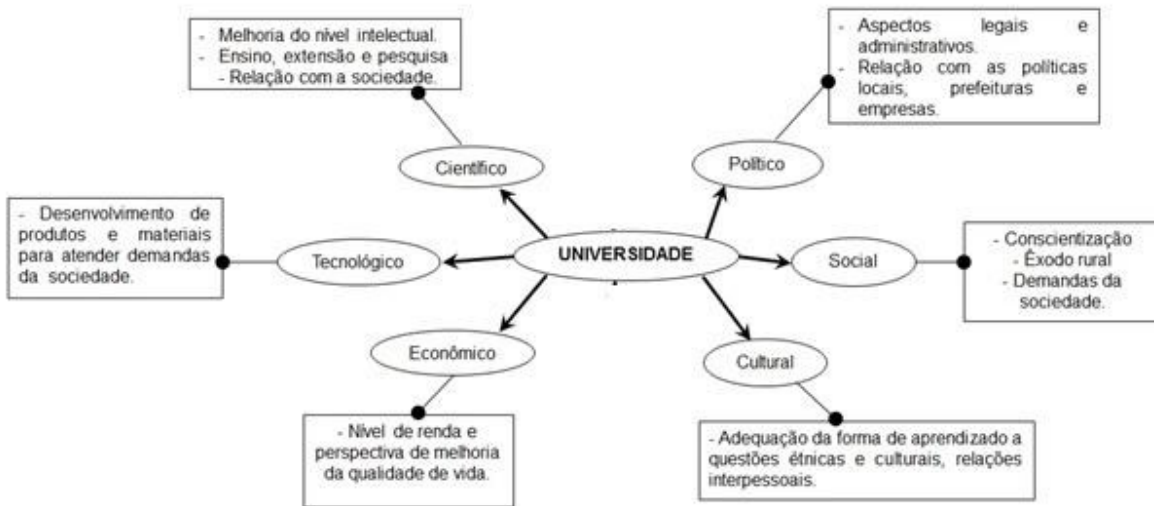 - Melhoria do nível intelectual.
- Ensino, extensão e pesquisa
- Relação com a sociedade.
- Aspectos legais e
administrativos.
- Relação com as políticas
locais, prefeituras e
empresas.
Científico
Político
- Desenvolvimento de
produtos e materiais
para atender demandas
da sociedade.
Tecnológico
UNIVERSIDADE
Social
- Conscientização
- Êxodo rural
- Demandas da
sociedade.
Econômico
Cultural
- Nível de renda e
perspectiva de melhoria
da qualidade de vida.
- Adequação da forma de aprendizado a
questões étnicas e culturais, relações
interpessoais.